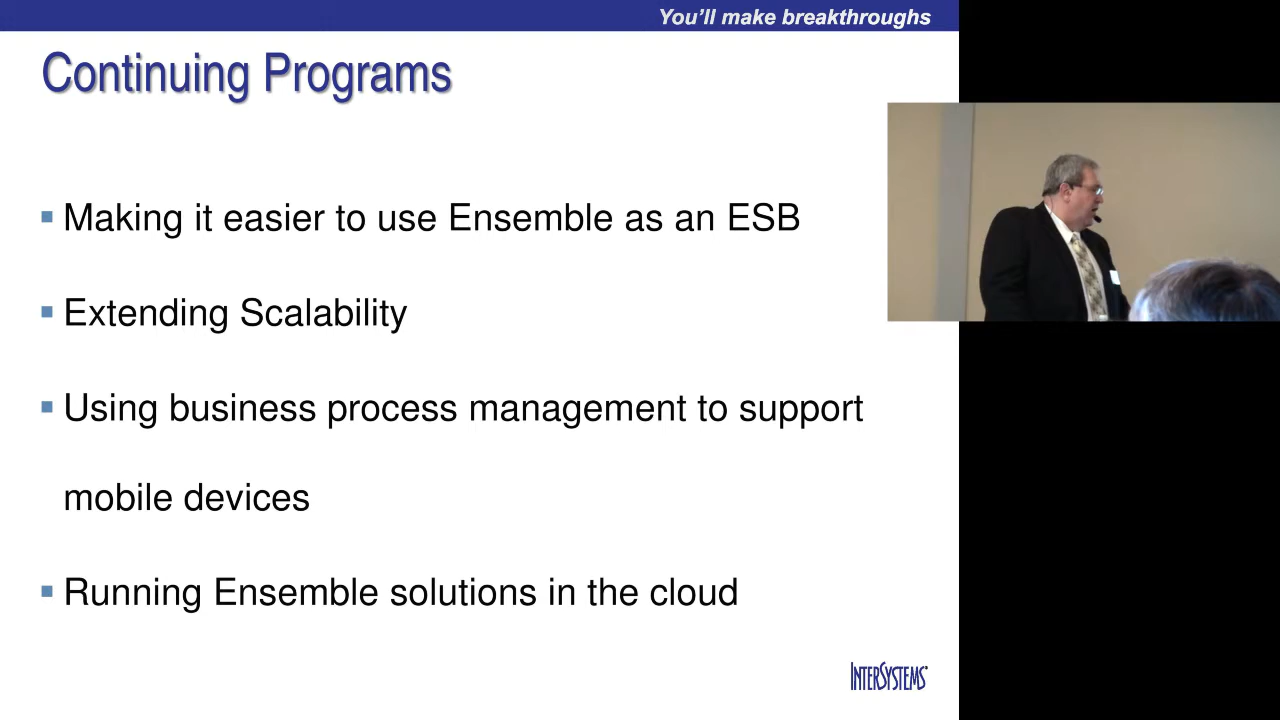 You'll make breakthroughs
Continuing Programs
Making it easier to use Ensemble as an ESB
Extending Scalability
Using business process management to support
mobile devices
Running Ensemble solutions in the cloud
INTERSYSTEMS